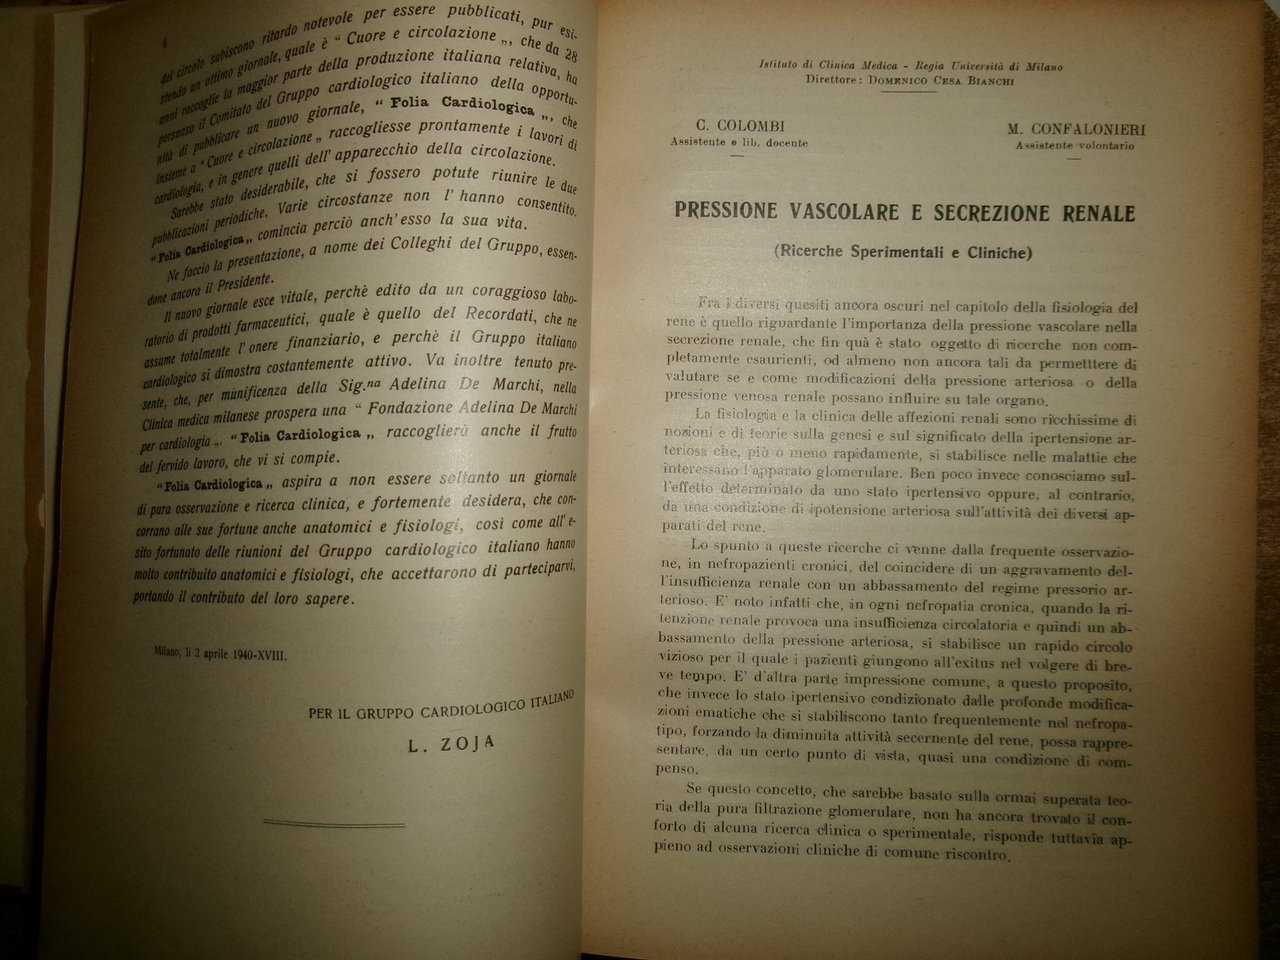 4
del circolo subiscono ritardo notevole per essere pubblicati, pur esi-
stendo un ottimo giornale, quale è “ Cuore e circolazione „, che da 28
anni raccoglie la maggior parte della produzione italiana relativa, ha
persuaso il Comitato del Gruppo cardiologico italiano della opportu-
nità di pubblicare un nuovo giornale, “ Folia Cardiologica „, che
insieme a “ Cuore e circolazione „ raccogliesse prontamente i lavori di
cardiologia, e in genere quelli dell' apparecchio della circolazione.
Sarebbe stato desiderabile, che si fossero potute riunire le due
pubblicazioni periodiche. Varie circostanze non l' hanno consentito.
“Folia Cardiologica„ comincia perciò anch'esso la sua vita.
Ne faccio la presentazione, a nome dei Colleghi del Gruppo, essen-
done ancora il Presidente.
Il nuovo giornale esce vitale, perchè edito da un coraggioso labo-
ratorio di prodotti farmaceutici, quale è quello del Recordati, che ne
assume totalmente l' onere finanziario, e perchè il Gruppo italiano
cardiologico si dimostra costantemente attivo. Va inoltre tenuto pre-
sente, che, per munificenza della Sig.na Adelina De Marchi, nella
Clinica medica milanese prospera una “ Fondazione Adelina De Marchi
per cardiologia „. “Folia Cardiologica „ raccoglierà anche il frutto
del fervido lavoro, che vi si compie.
“Folia Cardiologica„ aspira a non essere soltanto un giornale
di pura osservazione e ricerca clinica, e fortemente desidera, che con-
corrano alle sue fortune anche anatomici e fisiologi, così come all' e-
sito fortunato delle riunioni del Gruppo cardiologico italiano hanno
molto contribuito anatomici e fisiologi, che accettarono di parteciparvi,
portando il contributo del loro sapere.
Milano, li 2 aprile 1940-XVIII.
PER IL GRUPPO CARDIOLOGICO ITALIANO
L. ZOJA
Istituto di Clinica Medica - Regia Università di Milano
Direttore : DOMENICO CESA BIANCHI
C. COLOMBI
Assistente e lib. docente
M. CONFALONIERI
Assistente volontario
PRESSIONE VASCOLARE E SECREZIONE RENALE
(Ricerche Sperimentali e Cliniche)
Fra i diversi quesiti ancora oscuri nel capitolo della fisiologia del
rene è quello riguardante l'importanza della pressione vascolare nella
secrezione renale, che fin quà è stato oggetto di ricerche non com-
pletamente esaurienti, od almeno non ancora tali da permetttere di
valutare se e come modificazioni della pressione arteriosa o della
pressione venosa renale possano influire su tale organo.
La fisiologia e la clinica delle affezioni renali sono ricchissime di
nozioni e di teorie sulla genesi e sul significato della ipertensione ar-
teriosa che, più o meno rapidamente, si stabilisce nelle malattie che
interessano l'apparato glomerulare. Ben poco invece conosciamo sul-
l'effetto determinato da uno stato ipertensivo oppure, al contrario,
da una condizione di ipotensione arteriosa sull'attività dei diversi ap-
parati del rene.
Lo spunto a queste ricerche ci venne dalla frequente osservazio-
ne, in nefropazienti cronici, del coincidere di un aggravamento del-
l'insufficienza renale con un abbassamento del regime pressorio ar-
terioso. E' noto infatti che, in ogni nefropatia cronica, quando la ri-
tenzione renale provoca una insufficienza circolatoria e quindi un ab-
bassamento della pressione arteriosa, si stabilisce un rapido circolo
vizioso per il quale i pazienti giungono all'exitus nel volgere di bre-
ve tempo. E' d'altra parte impressione comune, a questo proposito,
che invece lo stato ipertensivo condizionato dalle profonde modifica-
zioni ematiche che si stabiliscono tanto frequentemente nel nefropa-
tipo, forzando la diminuita attività secernente del rene, possa rappre-
sentare, da un certo punto di vista, quasi una condizione di com-
penso.
Se questo concetto, che sarebbe basato sulla ormai superata teo-
ria della pura filtrazione glomerulare, non ha ancora trovato il con-
forto di alcuna ricerca clinica o sperimentale, risponde tuttavia ap-
pieno ad osservazioni cliniche di comune riscontro.